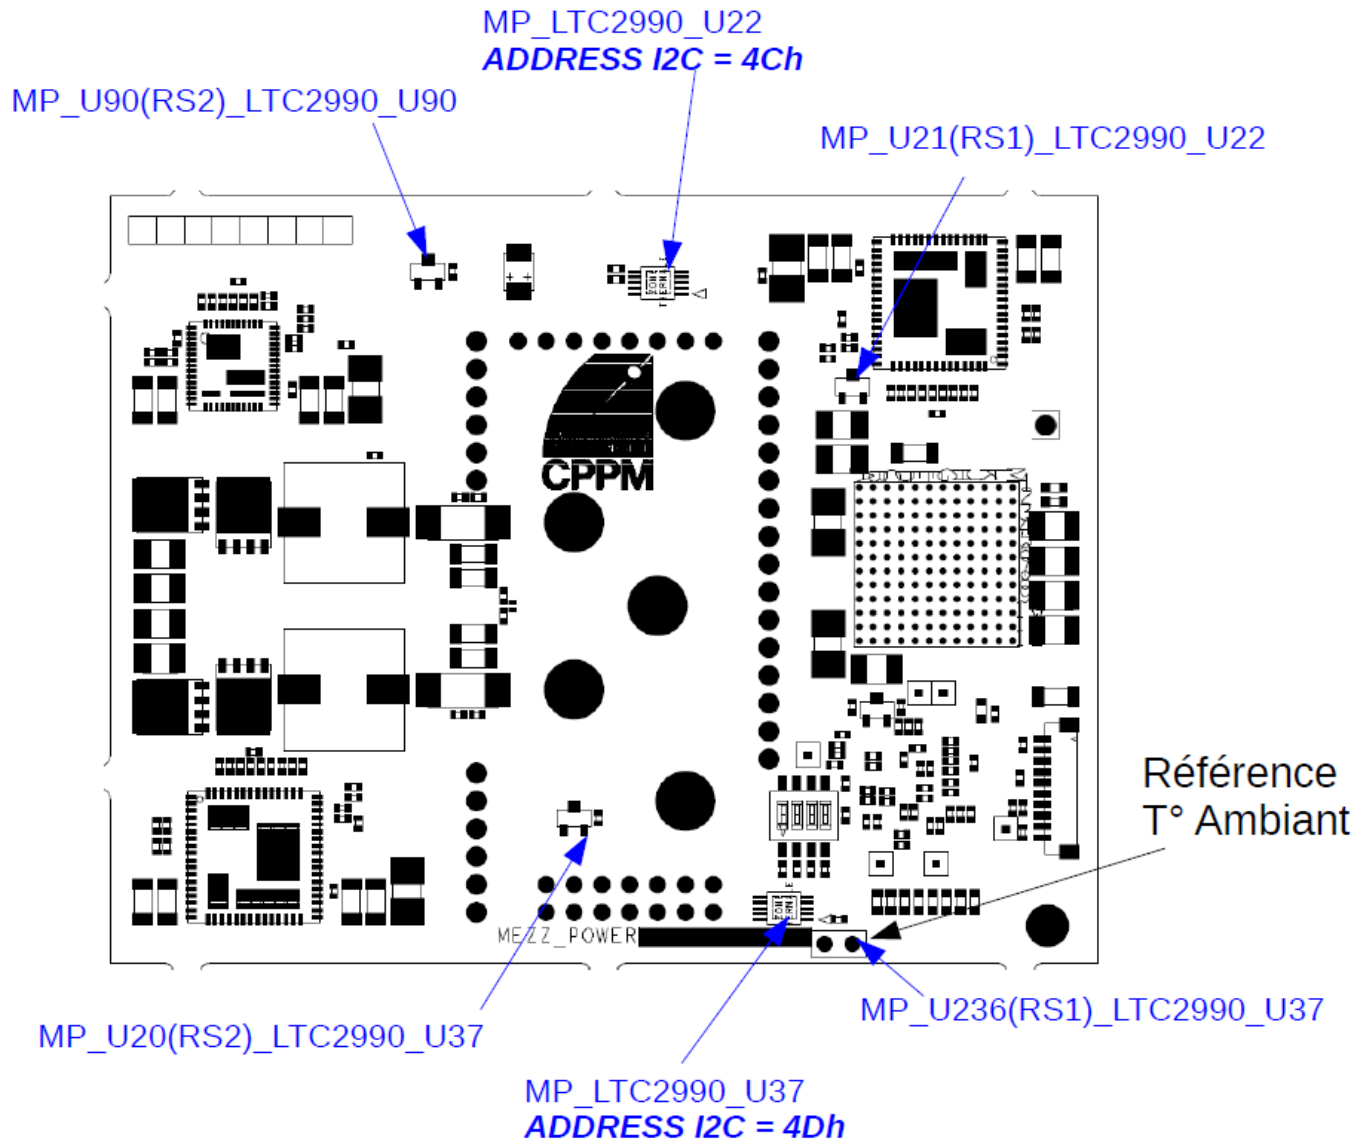 MP_LTC2990_U22
ADDRESS I2C = 4Ch
MP_U90(RS2)_LTC2990_U90
MP_U21(RS1)_LTC2990_U22
CPPM
Référence
T° Ambiant
MEZZ_POWER
MP_U236(RS1)_LTC2990_U37
MP_U20(RS2)_LTC2990_U37
MP_LTC2990_U37
ADDRESS I2C = 4Dh